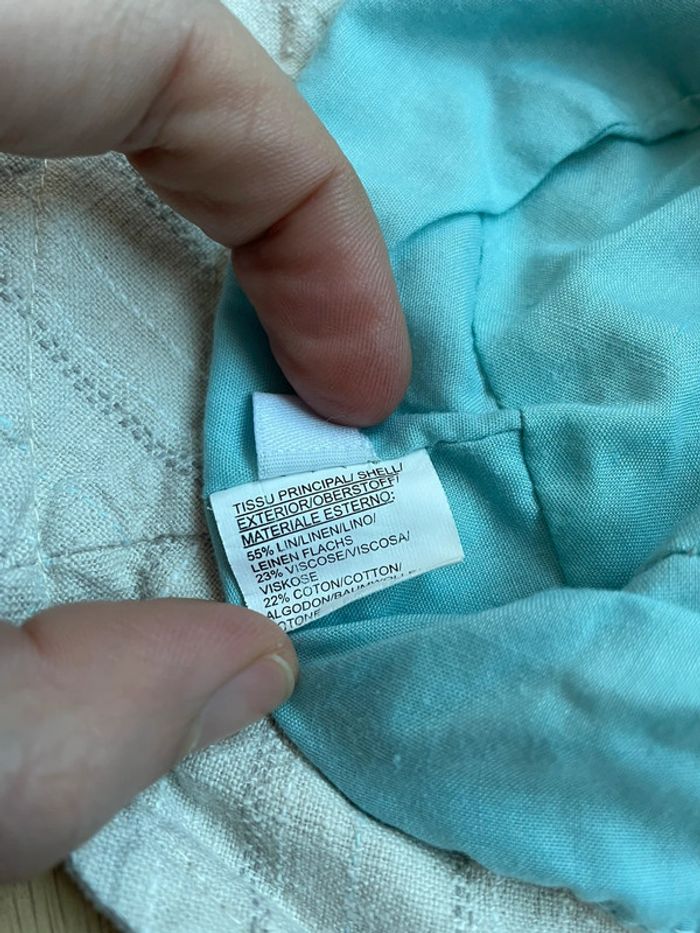 TISSU PRINCIPAL/ SHELL/
EXTERIOR/OBERSTOFF/
MATERIALE ESTERNO:
55% LIN/LINEN/LINO/
LEINEN FLACHS
23% VISCOSE/VISCOSA/
VISKOSE
22% COTON/COTTON/
ALGODON/BAUMWOLLE
OTONE